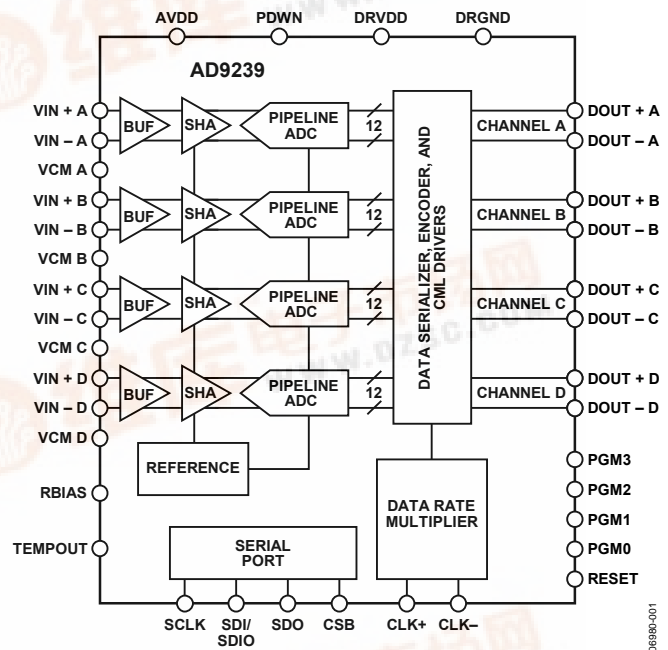 AVDD PDWN DRVDD DRGND
AD9239
VIN + A
BUF
SHA
PIPELINE
ADC
12
CHANNEL A
DOUT + A
VIN – A
DOUT – A
VCM A
VIN + B
BUF
SHA
PIPELINE
ADC
12
CHANNEL B
DOUT + B
VIN – B
DOUT – B
VCM B
VIN + C
BUF
SHA
PIPELINE
ADC
12
CHANNEL C
DOUT + C
VIN – C
DOUT – C
VCM C
VIN + D
BUF
SHA
PIPELINE
ADC
12
CHANNEL D
DOUT + D
VIN – D
DOUT – D
VCM D
DATA SERIALIZER, ENCODER, AND
CML DRIVERS
REFERENCE
RBIAS
TEMPOUT
SERIAL
PORT
DATA RATE
MULTIPLIER
PGM3
PGM2
PGM1
PGM0
RESET
SCLK SDI/ SDO CSB CLK+ CLK–
SDIO
06980-001